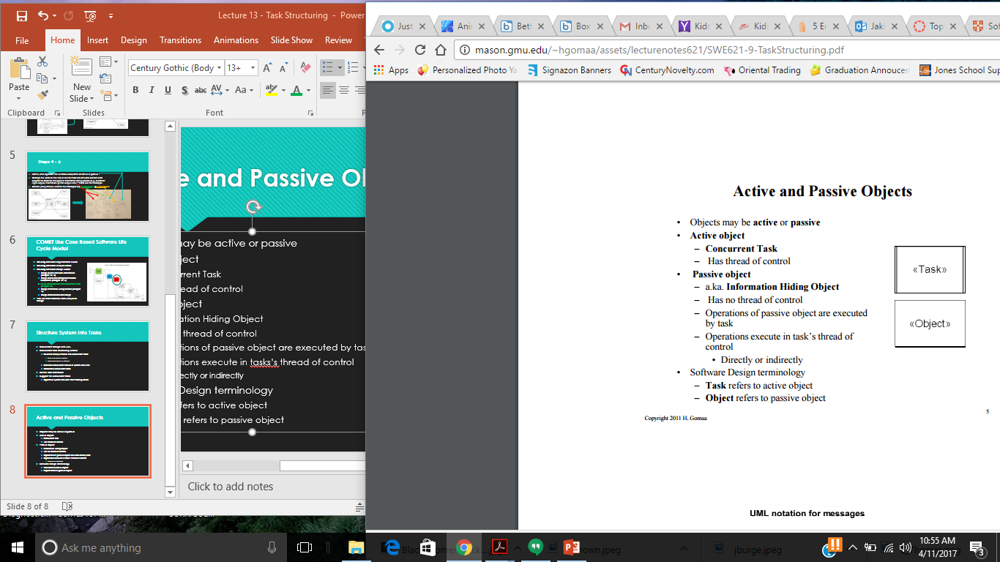 Lecture 13 - Task Structuring - Power
File
Home
Insert
Design
Transitions
Animations
Slide Show
Review
Paste
New
Slide
Century Gothic (Body
13+
B I U S abc AV Aa
Clipboard
Slides
Font
5
Steps 4 - 6
6
COMET Use Case Based Software Life
Cycle Model
7
Structure System into Tasks
8
Active and Passive Objects
e and Passive Ob
may be active or passive
ject
rrent Task
ead of control
bject
ation Hiding Object
thread of control
tions of passive object are executed by tas
tions execute in tasks's thread of control
ectly or indirectly
Design terminology
fers to active object
refers to passive object
Click to add notes
Slide 8 of 8
Just
Anin
Bett
Box
Inbo
Kids
Kids
5 En
Jaki
Top
Sof
mason.gmu.edu/~hgomaa/assets/lecturenotes621/SWE621-9-TaskStructuring.pdf
Apps
Personalized Photo Ya
Signazon Banners
CenturyNovelty.com
Oriental Trading
Graduation Annoucem
Jones School Sup
Active and Passive Objects
• Objects may be active or passive
• Active object
– Concurrent Task
– Has thread of control
• Passive object
– a.ka. Information Hiding Object
– Has no thread of control
– Operations of passive object are executed
by task
– Operations execute in task's thread of
control
• Directly or indirectly
• Software Design terminology
– Task refers to active object
– Object refers to passive object
«Task»
«Object»
Copyright 2011 H. Gomaa
5
UML notation for messages
Ask me anything
jburge.jpeg
10:55 AM
4/11/2017
3